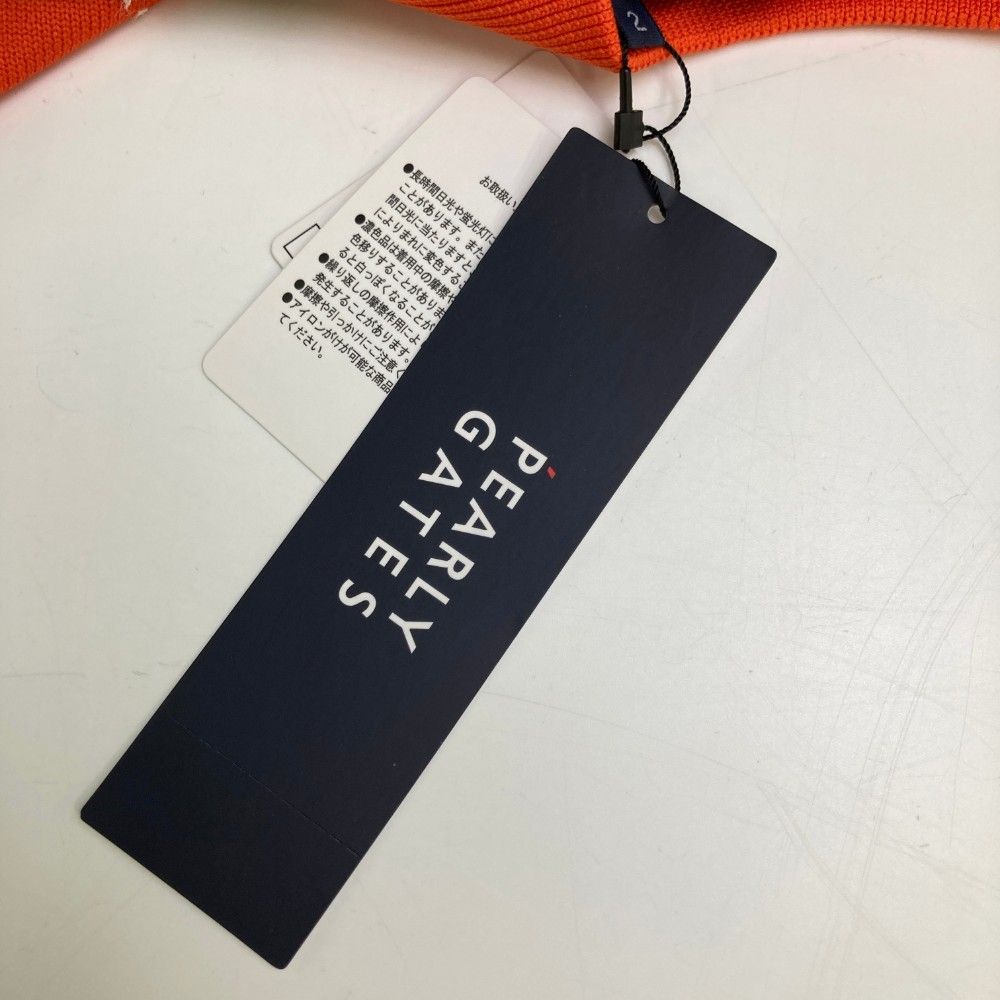 2
お取扱い
●長時間日光や蛍光灯に
ことがあります。また
間日光に当たりますと
によりまれに変色する
●濃色品は着用中の摩擦や
色移りすることがありま
ると白っぽくなることが
●繰り返しの摩擦作用によ
発生することがあります。
●摩擦や引っかけにご注意く
●アイロンがけが可能な商品
てください。
PEARLY
GATES